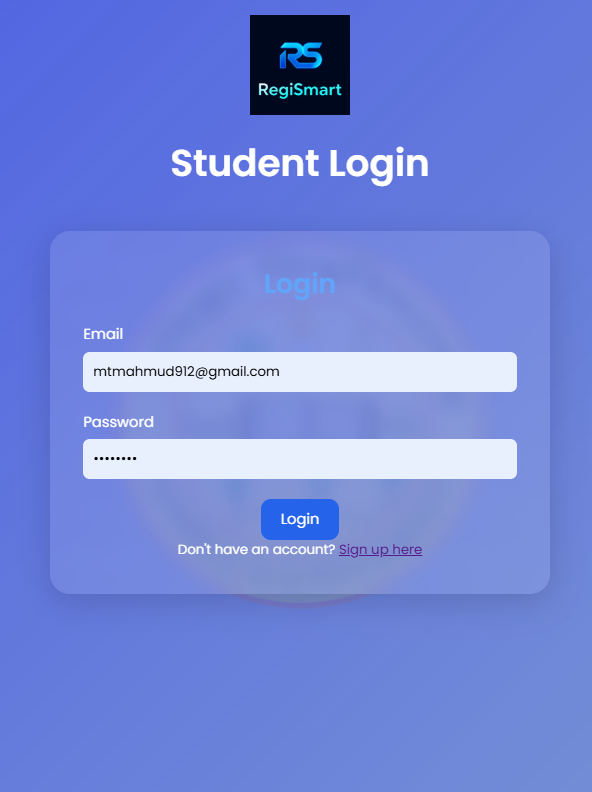 RS
RegiSmart
Student Login
Login
Email
mtmahmud912@gmail.com
Password
••••••••
Login
Don't have an account? Sign up here